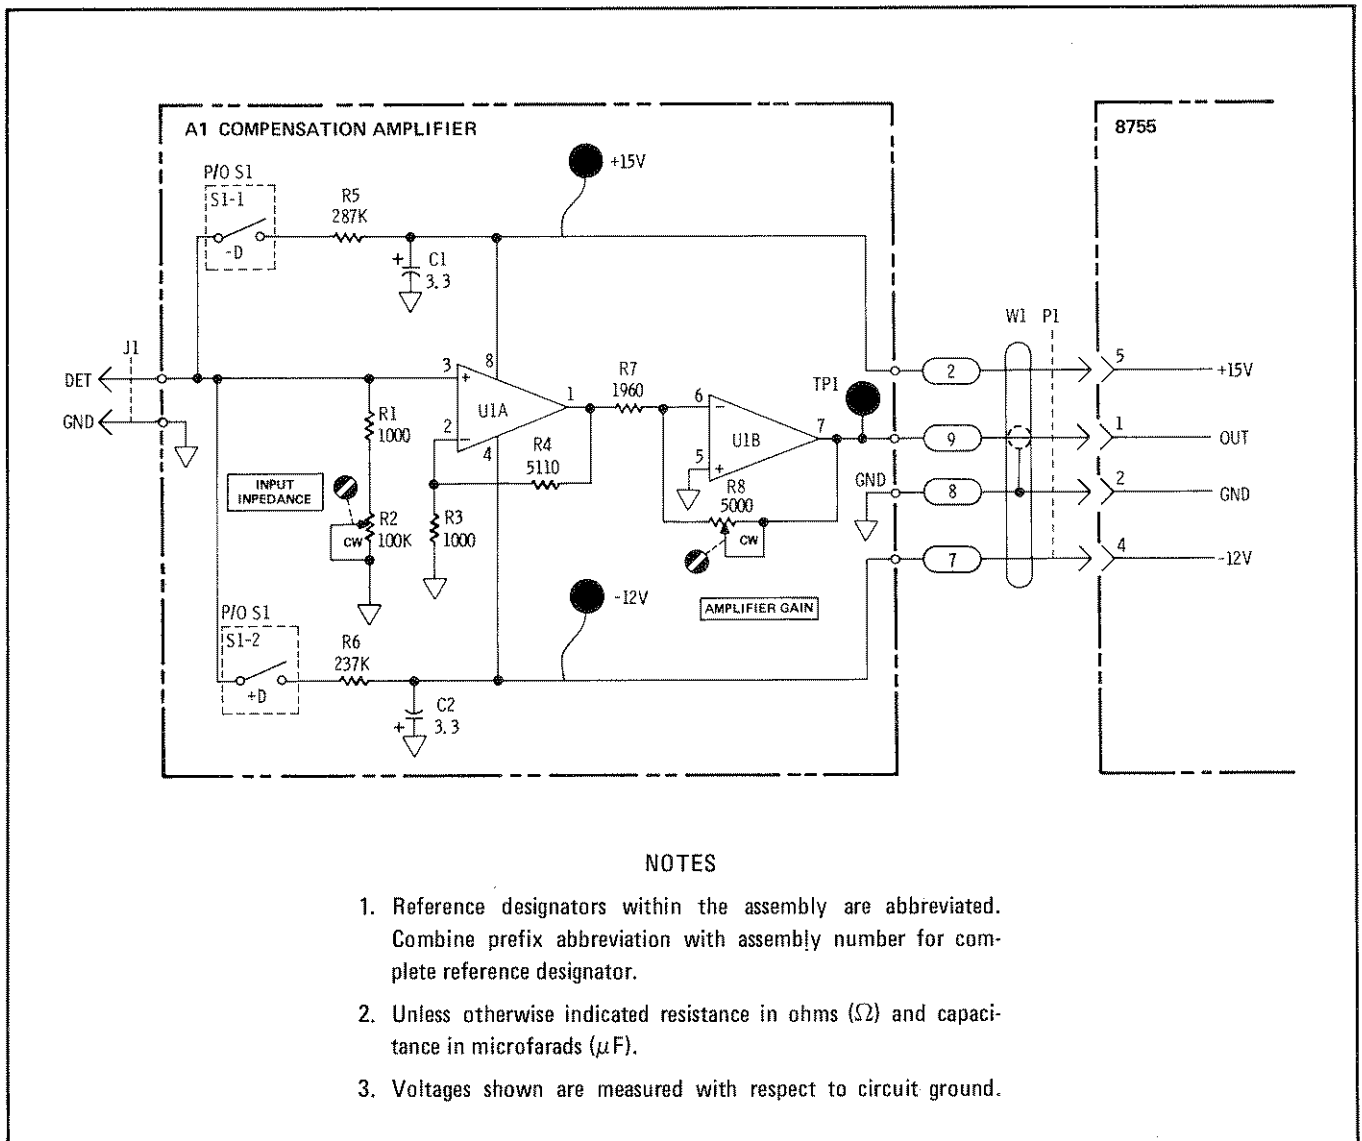 A1 COMPENSATION AMPLIFIER
8755
P/O S1
S1-1
-D
R5
287K
+15V
+
C1
3.3
W1 P1
J1
DET
GND
3
+
8
U1A
1
2
-
4
R1
1000
R4
5110
R7
1960
6
-
U1B
7
5
+
TP1
2
5
+15V
9
1
OUT
GND
8
2
GND
7
4
-12V
INPUT
IMPEDANCE
CW
R2
100K
R3
1000
R8
5000
CW
AMPLIFIER GAIN
-12V
P/O S1
S1-2
+D
R6
237K
+
C2
3.3
NOTES
1. Reference designators within the assembly are abbreviated.
Combine prefix abbreviation with assembly number for com-
plete reference designator.
2. Unless otherwise indicated resistance in ohms (Ω) and capaci-
tance in microfarads (μF).
3. Voltages shown are measured with respect to circuit ground.